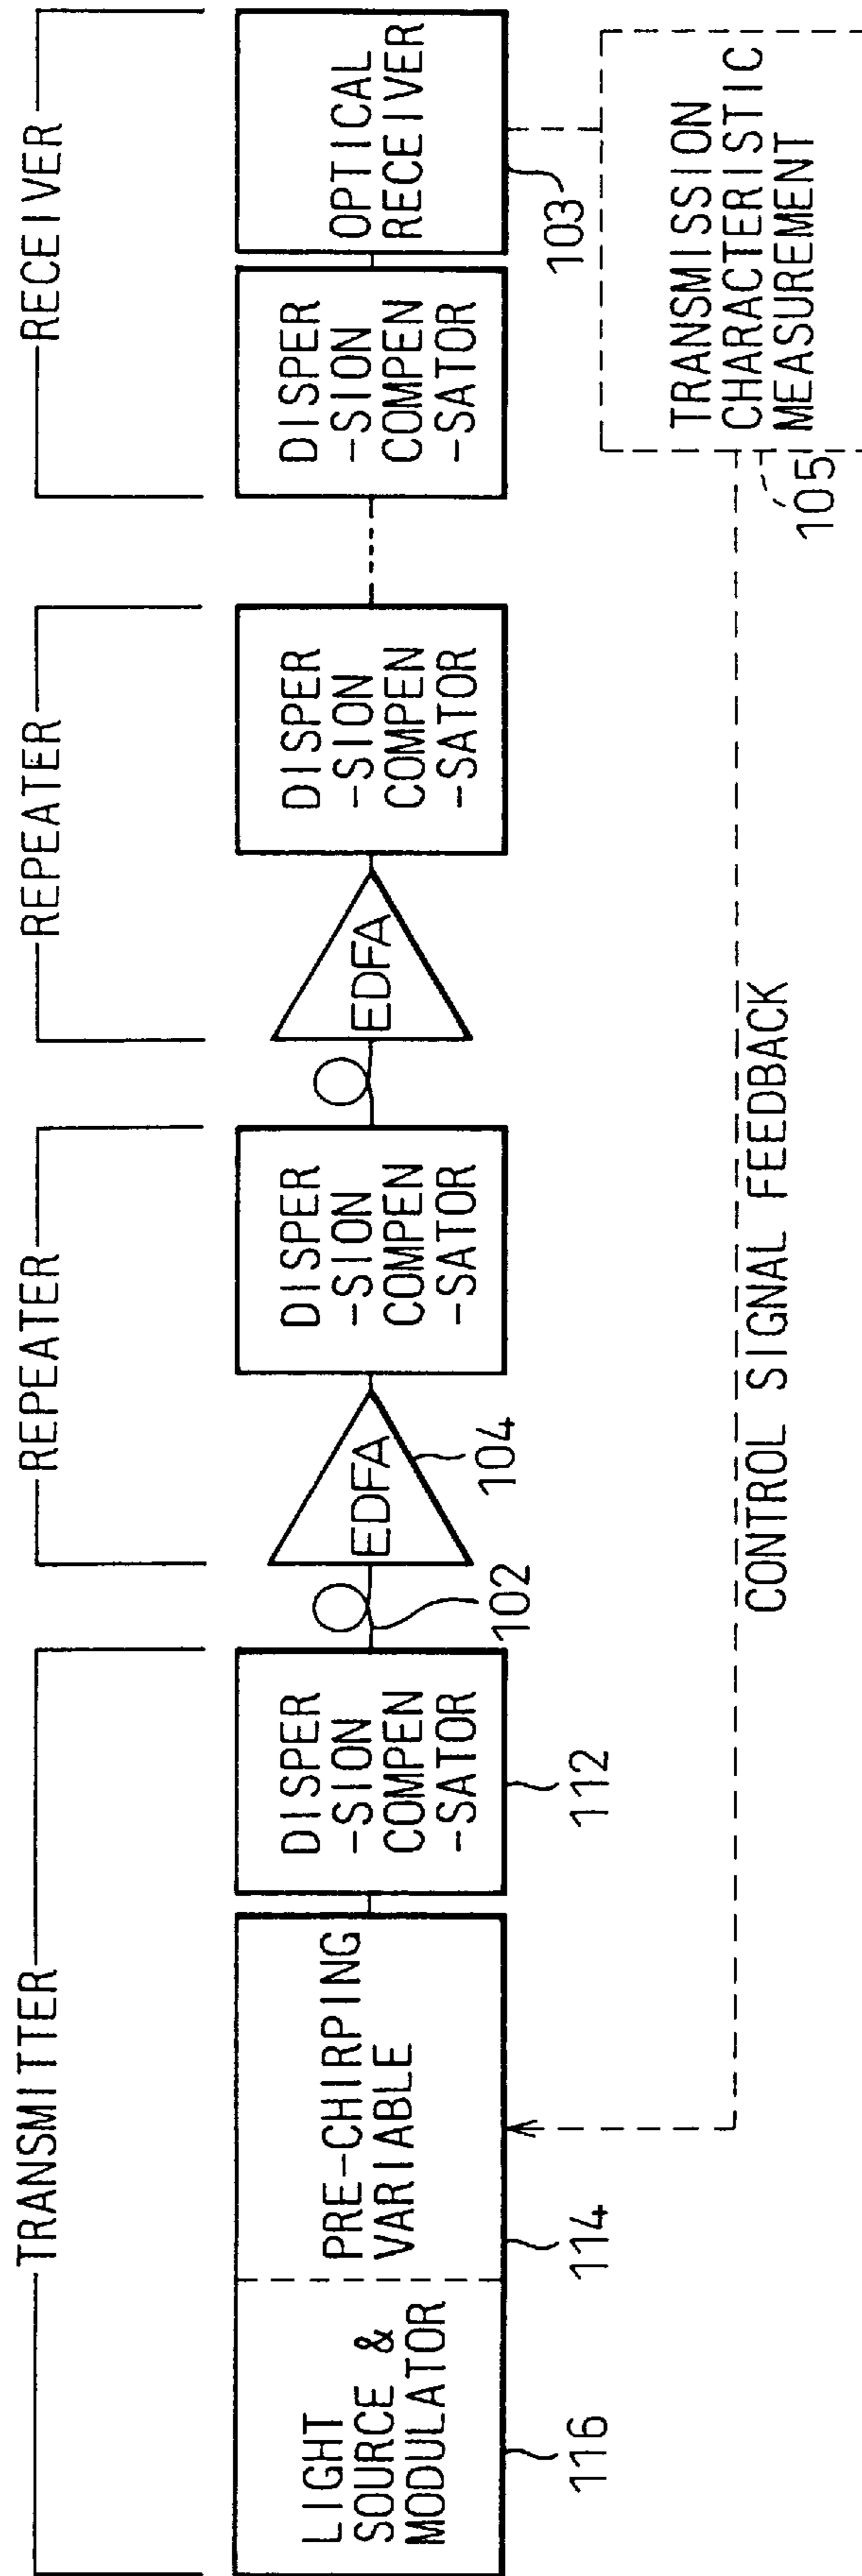 TRANSMITTER
REPEATER
REPEATER
RECEIVER
LIGHT
SOURCE &
MODULATOR
PRE-CHIRPING
VARIABLE
DISPER
-SION
COMPEN
-SATOR
EDFA
DISPER
-SION
COMPEN
-SATOR
EDFA
DISPER
-SION
COMPEN
-SATOR
DISPER
-SION
COMPEN
-SATOR
OPTICAL
RECEIVER
116
114
112
102
104
103
TRANSMISSION
CHARACTERISTIC
MEASUREMENT
105
CONTROL SIGNAL FEEDBACK